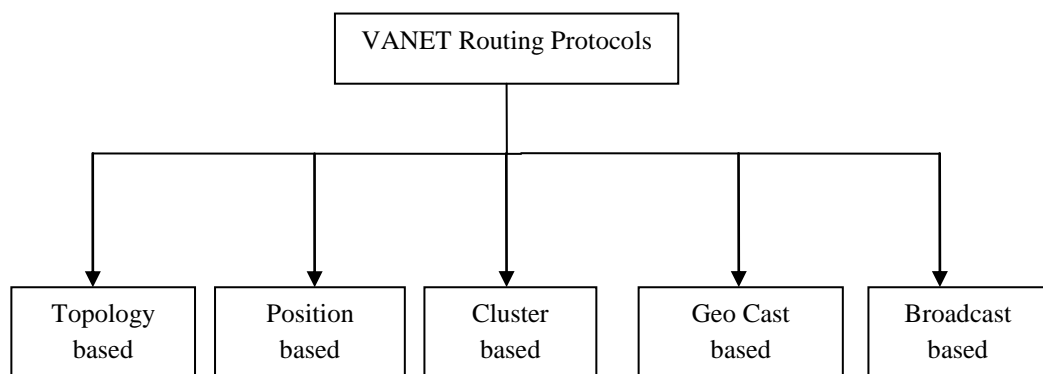 VANET Routing Protocols
Topology
based
Position
based
Cluster
based
Geo Cast
based
Broadcast
based